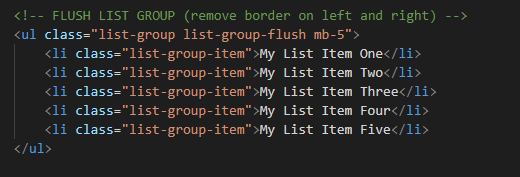 <!-- FLUSH LIST GROUP (remove border on left and right) -->
<ul class="list-group list-group-flush mb-5">
<li class="list-group-item">My List Item One</li>
<li class="list-group-item">My List Item Two</li>
<li class="list-group-item">My List Item Three</li>
<li class="list-group-item">My List Item Four</li>
<li class="list-group-item">My List Item Five</li>
</ul>